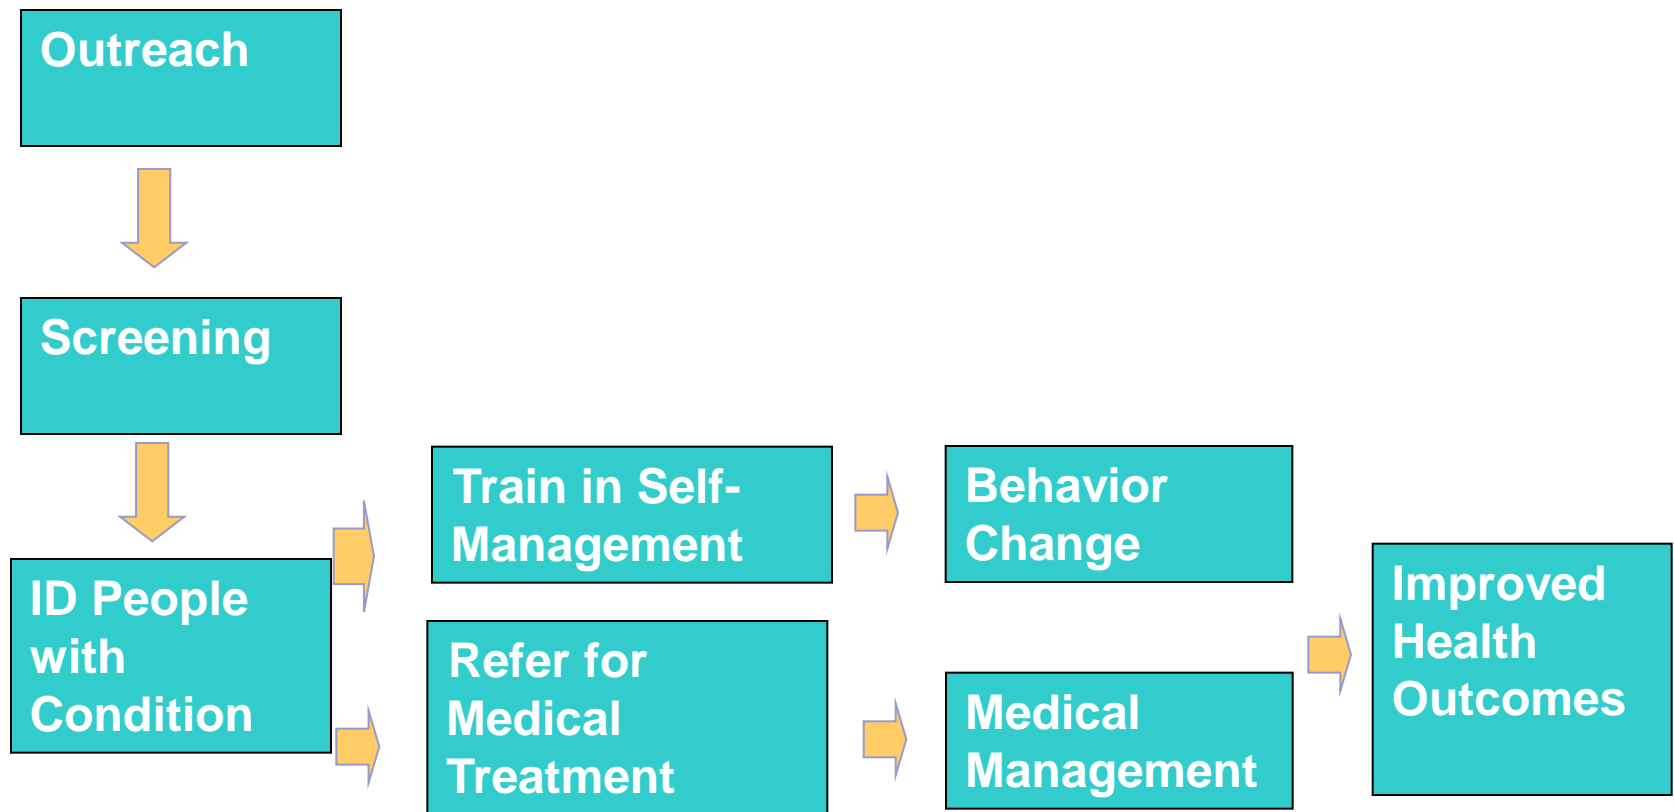 Outreach
Screening
ID People
with
Condition
Train in Self-
Management
Refer for
Medical
Treatment
Behavior
Change
Medical
Management
Improved
Health
Outcomes